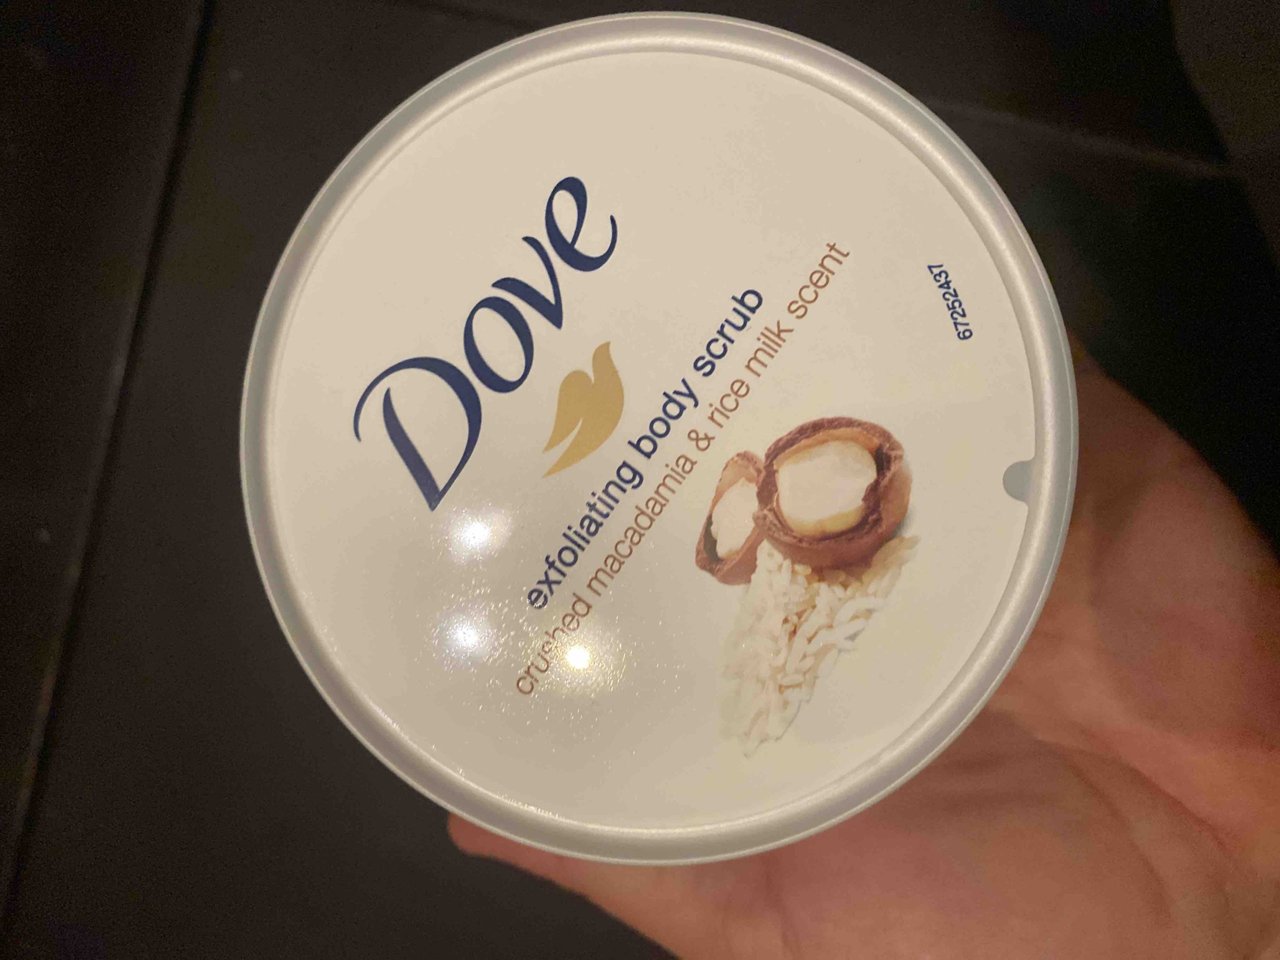 Dove
exfoliating body scrub
crushed macadamia & rice milk scent
67252437